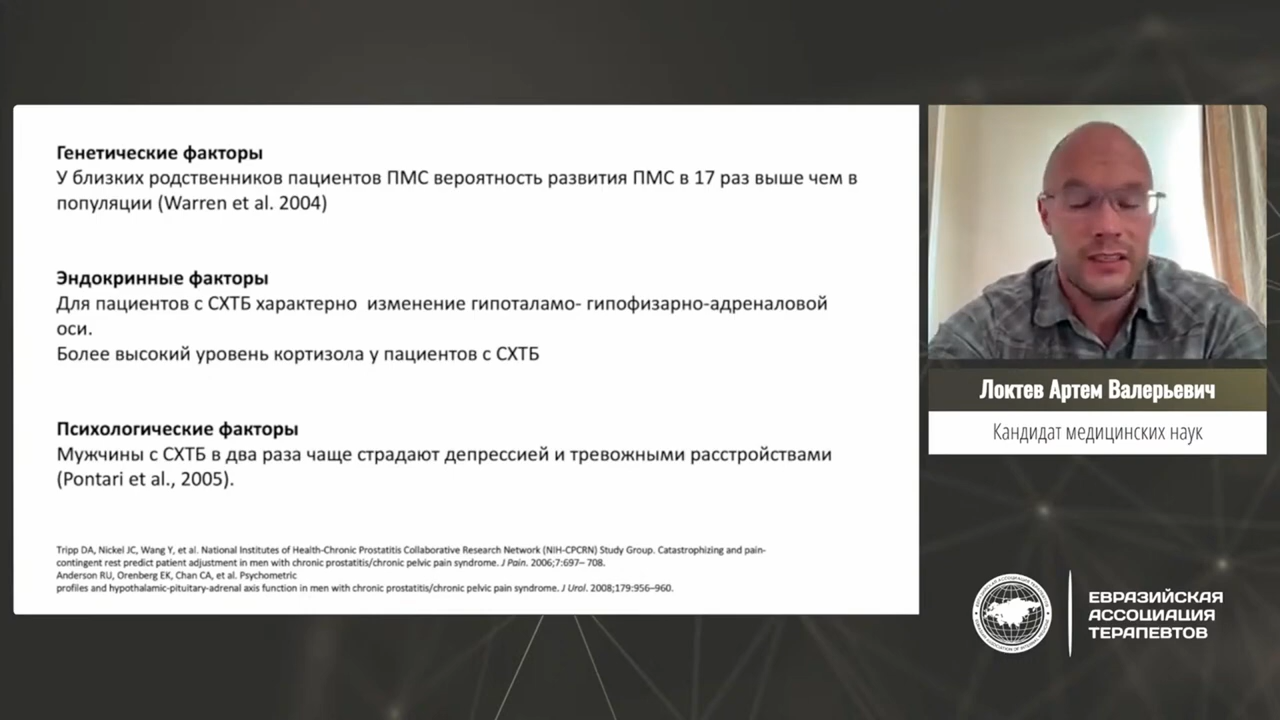 Генетические факторы
У близких родственников пациентов ПМС вероятность развития ПМС в 17 раз выше чем в
популяции (Warren et al. 2004)
Эндокринные факторы
Для пациентов с СХТБ характерно изменение гипоталамо- гипофизарно-адреналовой
оси.
Более высокий уровень кортизола у пациентов с СХТБ
Психологические факторы
Мужчины с СХТБ в два раза чаще страдают депрессией и тревожными расстройствами
(Pontari et al., 2005).
Tripp DA, Nickel JC, Wang Y, et al. National Institutes of Health-Chronic Prostatitis Collaborative Research Network (NIH-CPCRN) Study Group. Catastrophizing and pain-
contingent rest predict patient adjustment in men with chronic prostatitis/chronic pelvic pain syndrome. J Pain. 2006;7:697– 708.
Anderson RU, Orenberg EK, Chan CA, et al. Psychometric
profiles and hypothalamic-pituitary-adrenal axis function in men with chronic prostatitis/chronic pelvic pain syndrome. J Urol. 2008;179:956–960.
Локтев Артем Валерьевич
Кандидат медицинских наук
ЕВРАЗИЙСКАЯ
АССОЦИАЦИЯ
ТЕРАПЕВТОВ